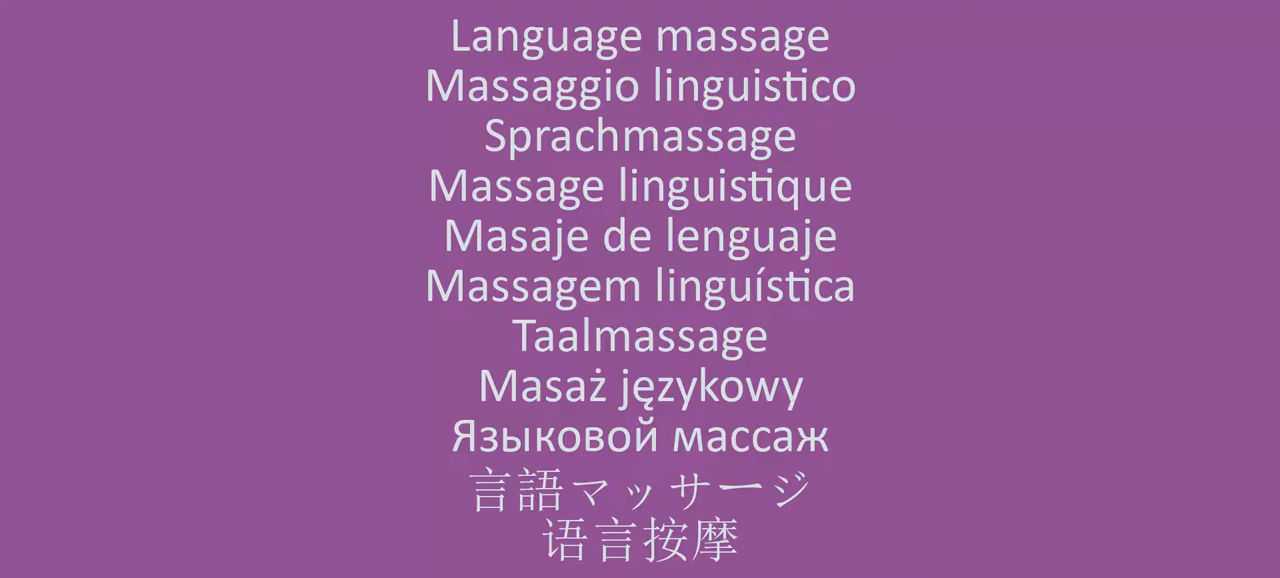 Language massage
Massaggio linguistico
Sprachmassage
Massage linguistique
Masaje de lenguaje
Massagem linguística
Taalmassage
Masaż językowy
Языковой массаж
言語マッサージ
语言按摩